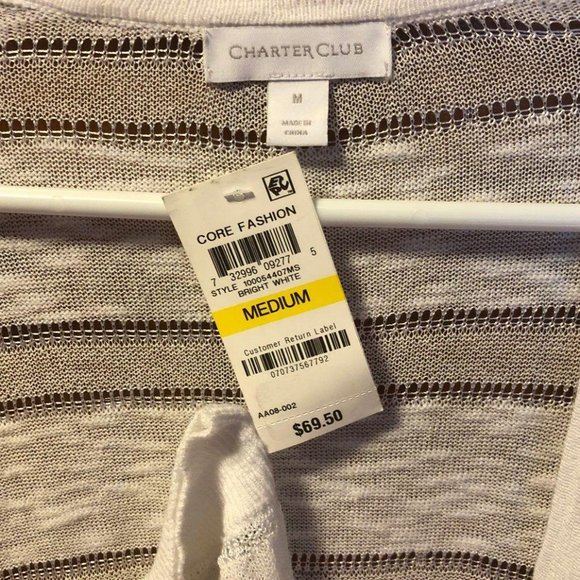 CHARTER CLUB
M
MADE IN
CHINA
CORE FASHION
7 32996 09277 5
STYLE 100054407MS
BRIGHT WHITE
MEDIUM
Customer Return Label
070737567792
AA08-002
$69.50